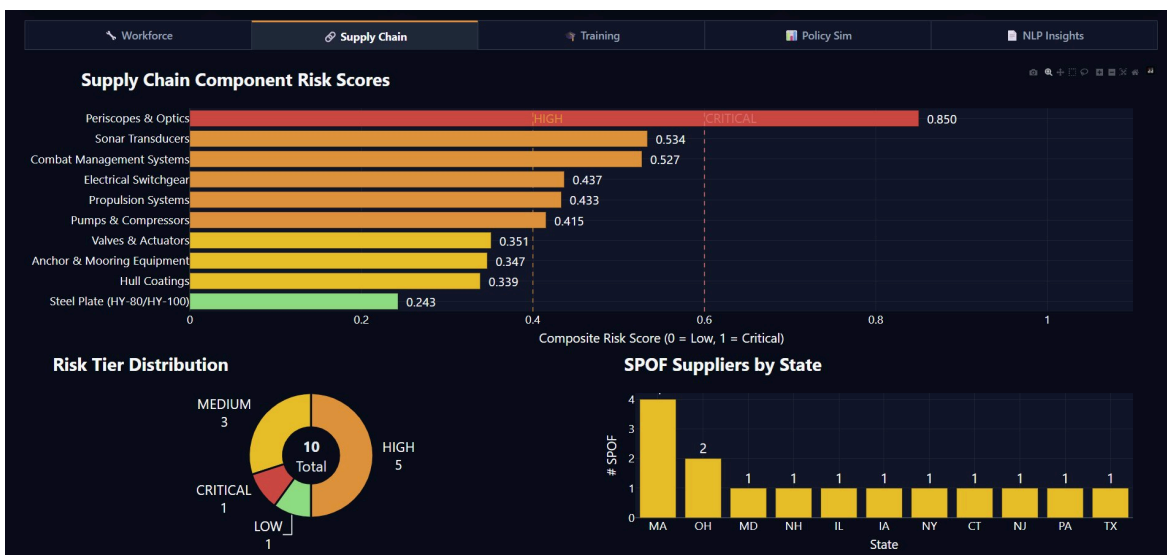 Workforce
Supply Chain
Training
Policy Sim
NLP Insights
Supply Chain Component Risk Scores
HIGH
CRITICAL
Periscopes & Optics 0.850
Sonar Transducers 0.534
Combat Management Systems 0.527
Electrical Switchgear 0.437
Propulsion Systems 0.433
Pumps & Compressors 0.415
Valves & Actuators 0.351
Anchor & Mooring Equipment 0.347
Hull Coatings 0.339
Steel Plate (HY-80/HY-100) 0.243
0 0.2 0.4 0.6 0.8 1
Composite Risk Score (0 = Low, 1 = Critical)
Risk Tier Distribution
MEDIUM
3
HIGH
5
10
Total
CRITICAL
1
LOW
1
SPOF Suppliers by State
# SPOF
4
3
2
1
0
2 1 1 1 1 1 1 1 1 1
MA OH MD NH IL IA NY CT NJ PA TX
State